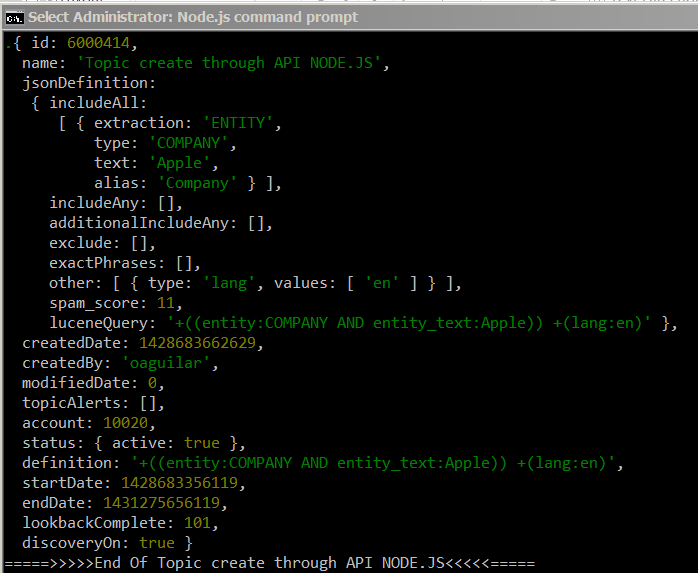 Select Administrator: Node.js command prompt
.{ id: 6000414,
name: 'Topic create through API NODE.JS',
jsonDefinition:
{ includeAll:
[ { extraction: 'ENTITY',
type: 'COMPANY',
text: 'Apple',
alias: 'Company' } ],
includeAny: [],
additionalIncludeAny: [],
exclude: [],
exactPhrases: [],
other: [ { type: 'lang', values: [ 'en' ] } ],
spam_score: 11,
luceneQuery: '+((entity:COMPANY AND entity_text:Apple)) +(lang:en)' },
createdDate: 1428683662629,
createdBy: 'oaguilar',
modifiedDate: 0,
topicAlerts: [],
account: 10020,
status: { active: true },
definition: '+((entity:COMPANY AND entity_text:Apple)) +(lang:en)',
startDate: 1428683356119,
endDate: 1431275656119,
lookbackComplete: 101,
discoveryOn: true }
=====>>>>>End Of Topic create through API NODE.JS<<<<<=====